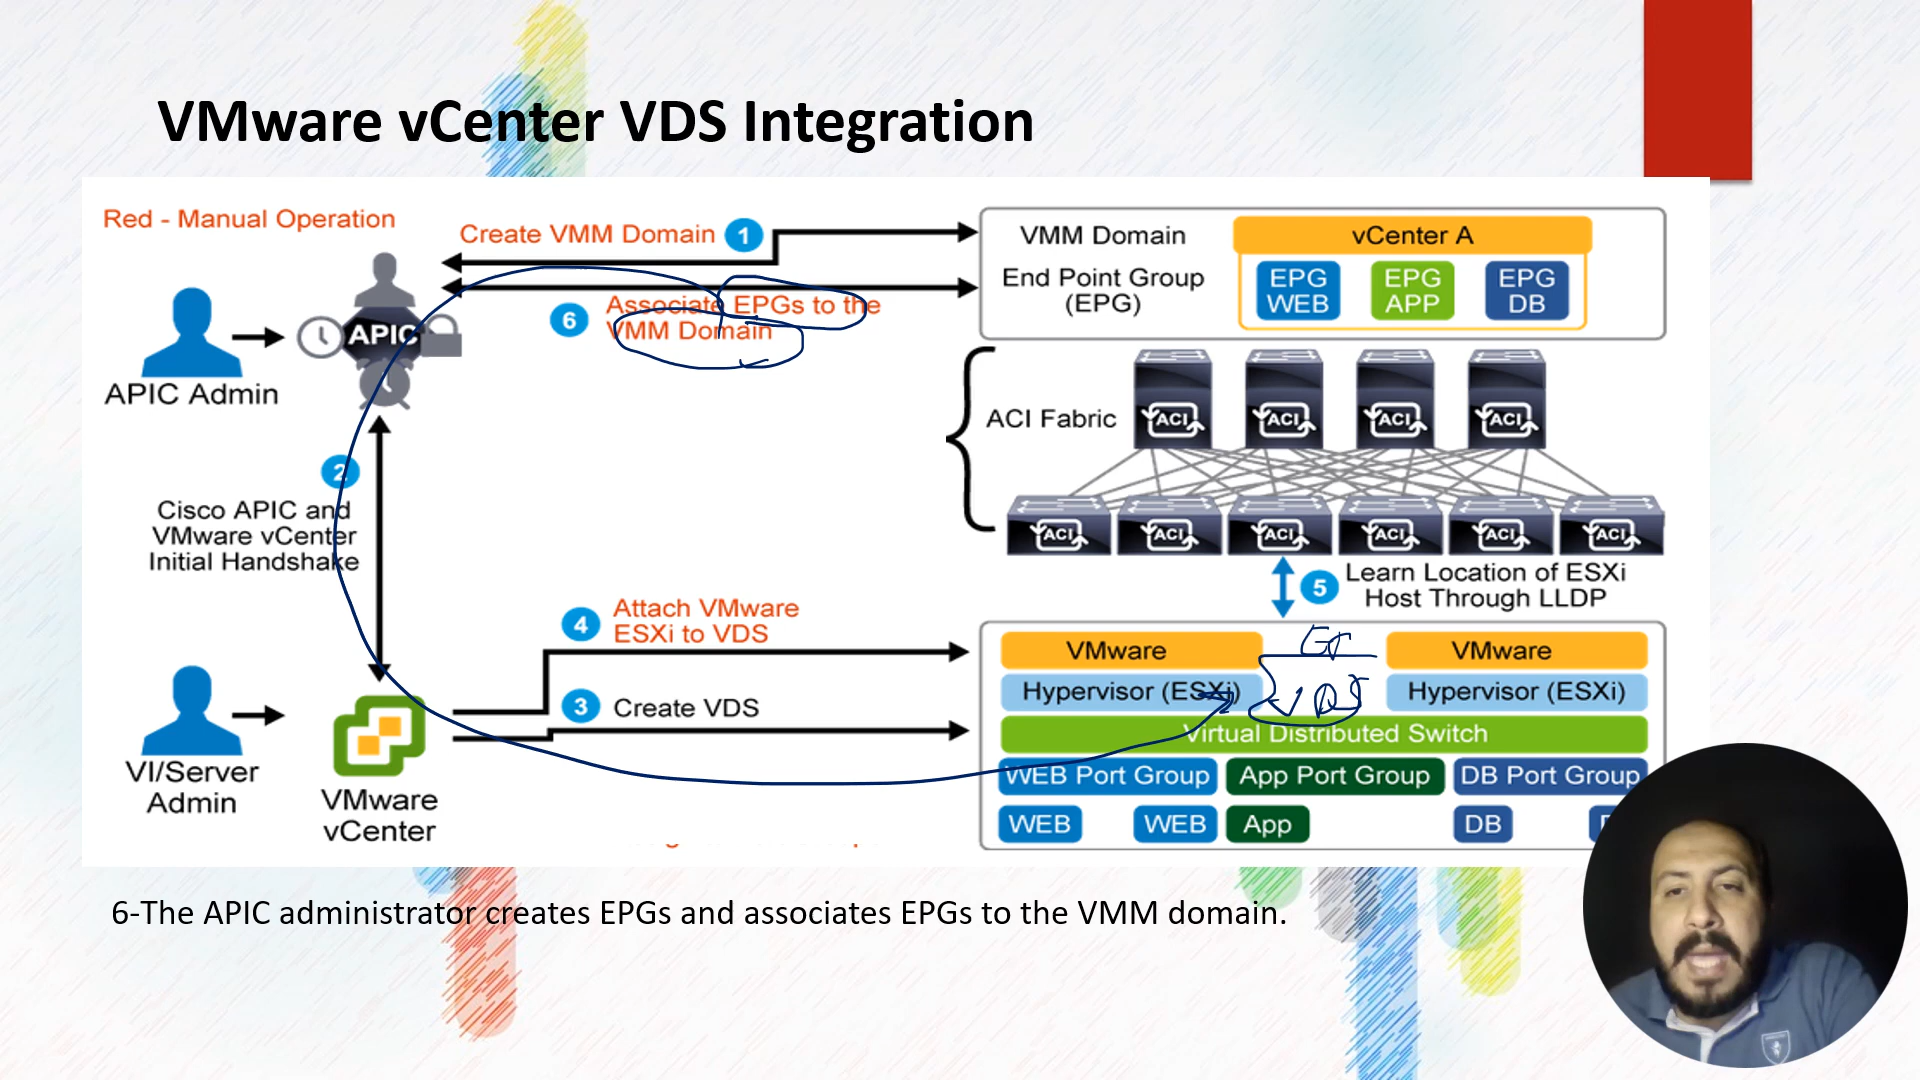 VMware vCenter VDS Integration
Red - Manual Operation
Create VMM Domain 1
VMM Domain
vCenter A
End Point Group
(EPG)
EPG
WEB
EPG
APP
EPG
DB
6
Associate EPGs to the
VMM Domain
APIC
APIC Admin
2
Cisco APIC and
VMware vCenter
Initial Handshake
ACI Fabric
ACI ACI ACI ACI
ACI ACI ACI ACI ACI ACI
5
Learn Location of ESXi
Host Through LLDP
4
Attach VMware
ESXi to VDS
3 Create VDS
VMware
VMware
Hypervisor (ESXi)
VDS
Hypervisor (ESXi)
Virtual Distributed Switch
WEB Port Group App Port Group DB Port Group
WEB WEB App DB
VI/Server
Admin
VMware
vCenter
6-The APIC administrator creates EPGs and associates EPGs to the VMM domain.